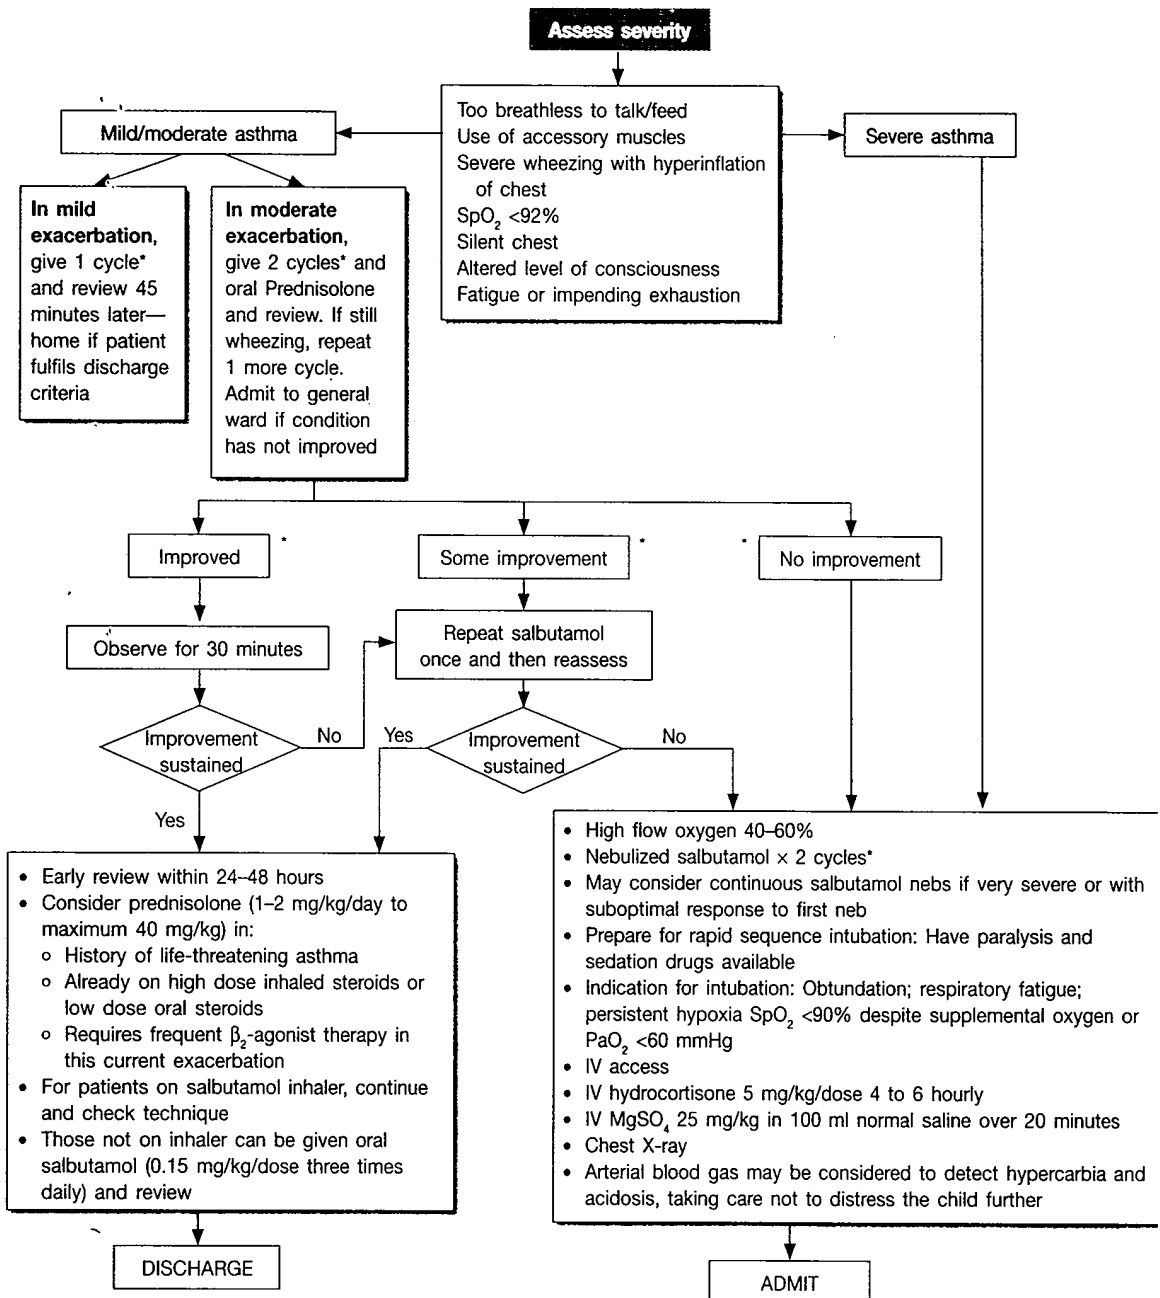 Assess severity
Too breathless to talk/feed
Use of accessory muscles
Severe wheezing with hyperinflation
of chest
SpO₂ <92%
Silent chest
Altered level of consciousness
Fatigue or impending exhaustion
Mild/moderate asthma
Severe asthma
In mild
exacerbation,
give 1 cycle*
and review 45
minutes later—
home if patient
fulfils discharge
criteria
In moderate
exacerbation,
give 2 cycles* and
oral Prednisolone
and review. If still
wheezing, repeat
1 more cycle.
Admit to general
ward if condition
has not improved
Improved
Some improvement
No improvement
Observe for 30 minutes
Repeat salbutamol
once and then reassess
Improvement
sustained
No
Yes
Improvement
sustained
No
Yes
• Early review within 24–48 hours
• Consider prednisolone (1–2 mg/kg/day to
maximum 40 mg/kg) in:
o History of life-threatening asthma
o Already on high dose inhaled steroids or
low dose oral steroids
o Requires frequent β₂-agonist therapy in
this current exacerbation
• For patients on salbutamol inhaler, continue
and check technique
• Those not on inhaler can be given oral
salbutamol (0.15 mg/kg/dose three times
daily) and review
DISCHARGE
• High flow oxygen 40–60%
• Nebulized salbutamol × 2 cycles*
• May consider continuous salbutamol nebs if very severe or with
suboptimal response to first neb
• Prepare for rapid sequence intubation: Have paralysis and
sedation drugs available
• Indication for intubation: Obtundation; respiratory fatigue;
persistent hypoxia SpO₂ <90% despite supplemental oxygen or
PaO₂ <60 mmHg
• IV access
• IV hydrocortisone 5 mg/kg/dose 4 to 6 hourly
• IV MgSO₄ 25 mg/kg in 100 ml normal saline over 20 minutes
• Chest X-ray
• Arterial blood gas may be considered to detect hypercarbia and
acidosis, taking care not to distress the child further
ADMIT